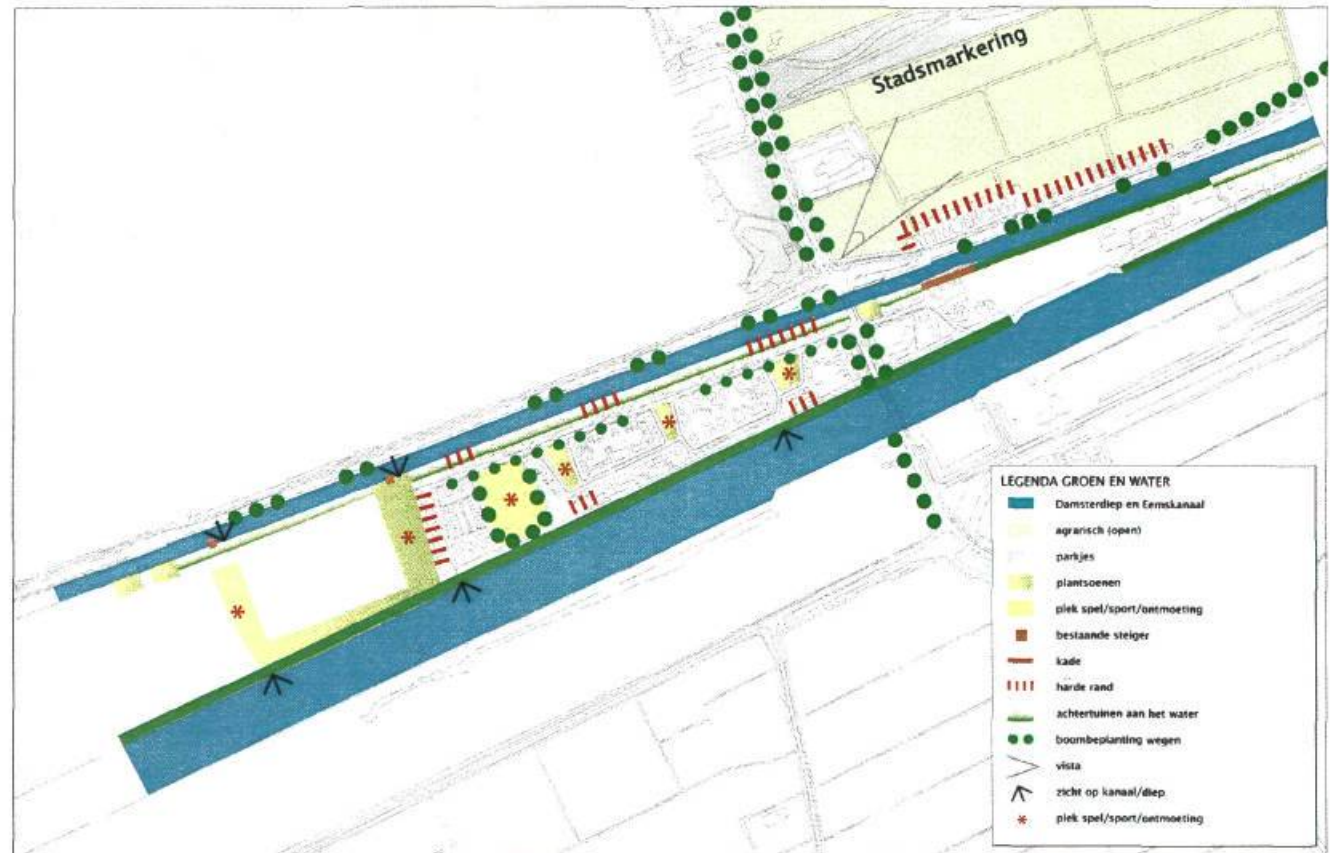 Stadsmarkering
LEGENDA GROEN EN WATER
Damsterdiep en Eemskanaal
agrarisch (open)
parkjes
plantsoenen
plek spel/sport/ontmoeting
bestaande steiger
kade
harde rand
achtertuinen aan het water
boombeplanting wegen
vista
zicht op kanaal/diep
plek spel/sport/ontmoeting